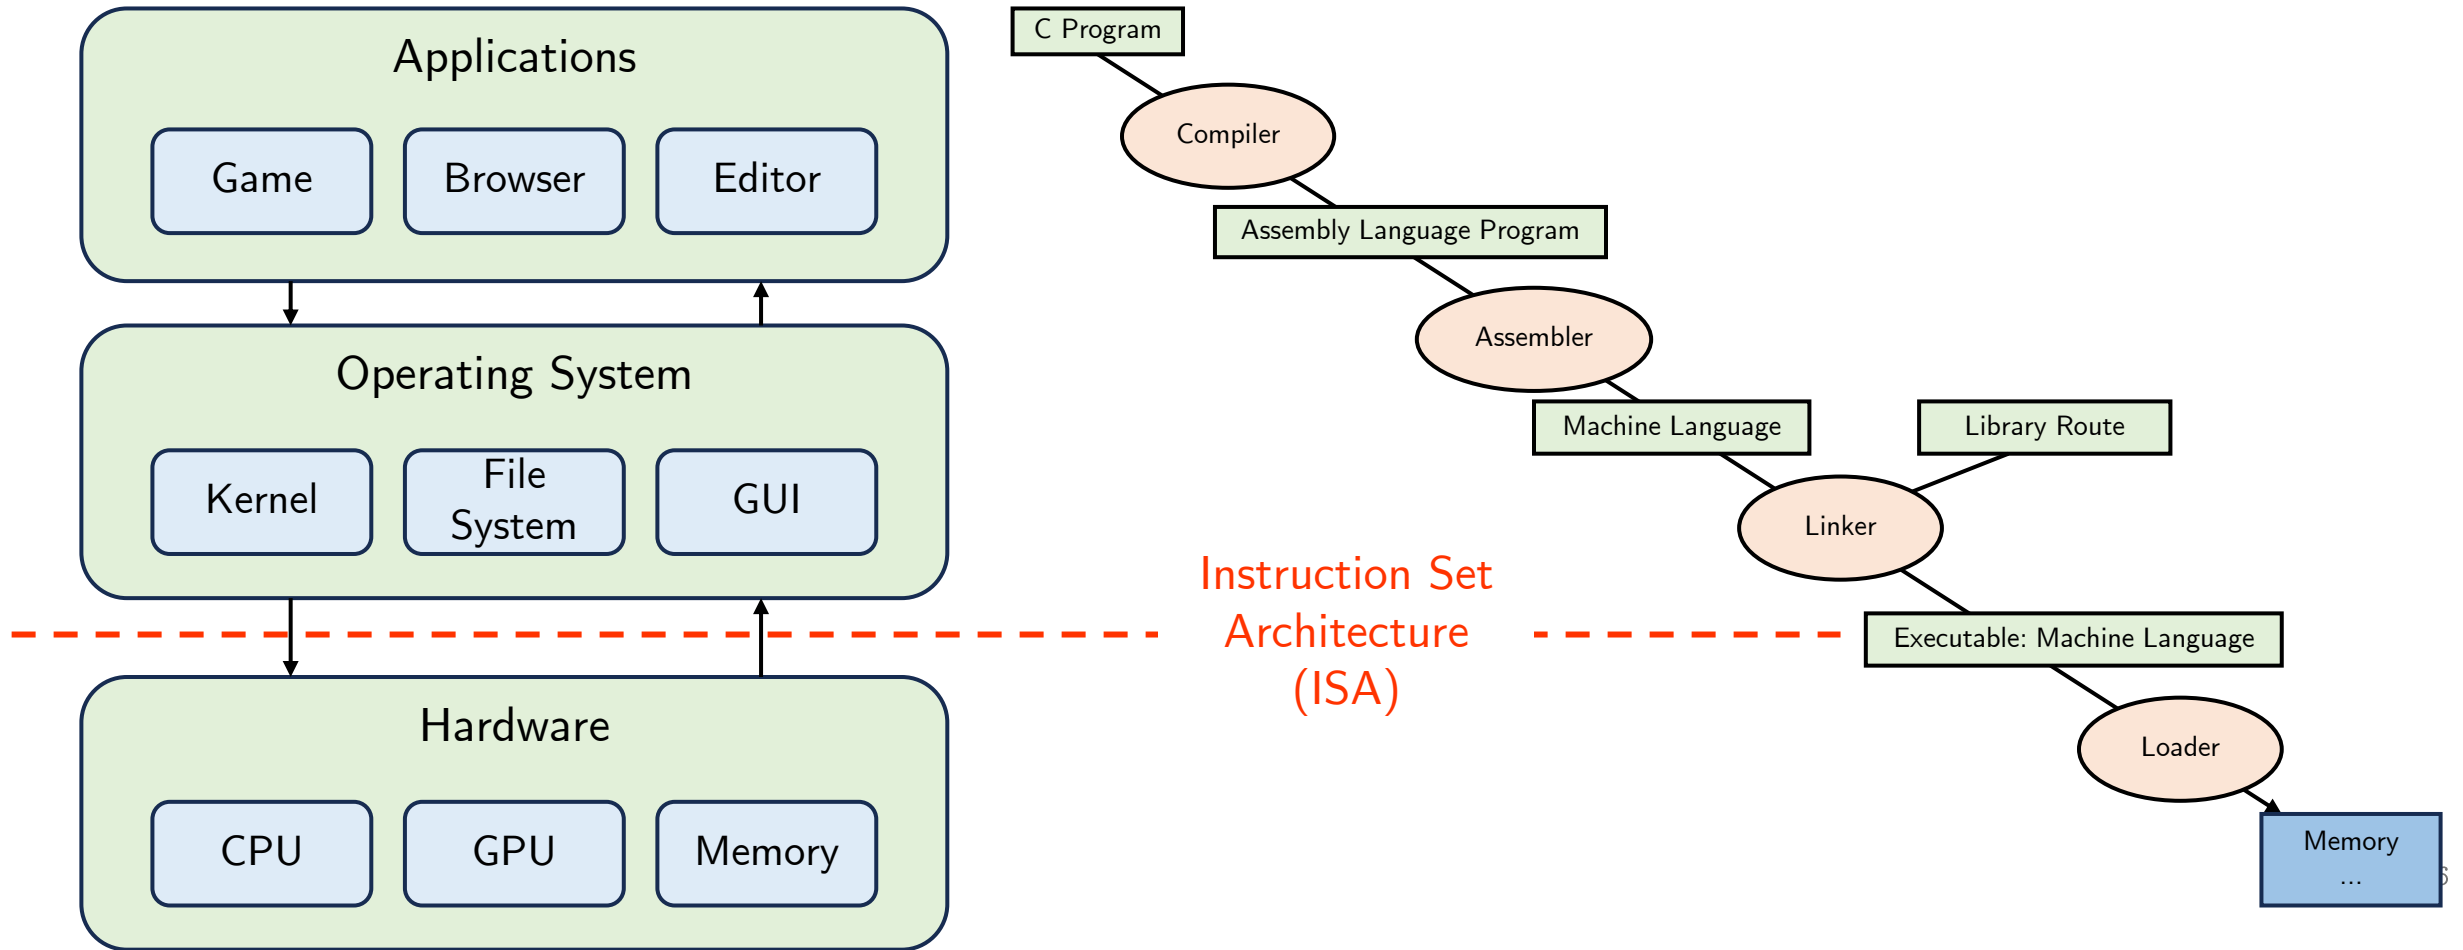 Applications
Game
Browser
Editor
Operating System
Kernel
File
System
GUI
Hardware
CPU
GPU
Memory
Instruction Set
Architecture
(ISA)
C Program
Compiler
Assembly Language Program
Assembler
Machine Language
Library Route
Linker
Executable: Machine Language
Loader
Memory
...